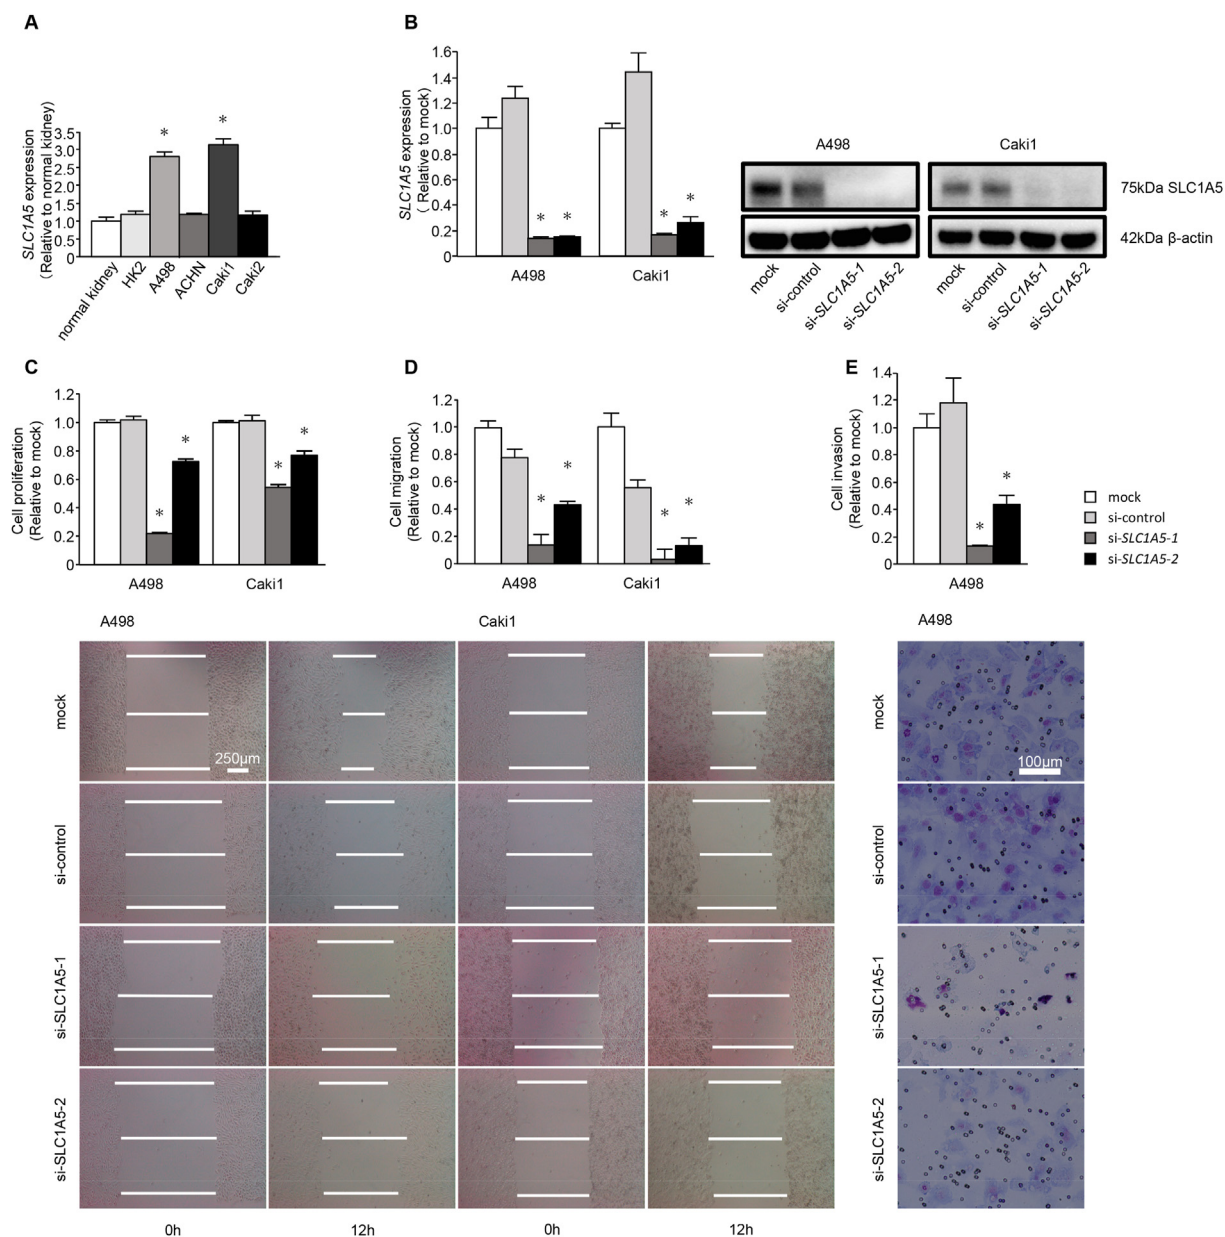 A
SLC1A5 expression
(Relative to normal kidney)
3.5
3.0
2.5
2.0
1.5
1.0
0.5
0
*
*
normal kidney
HK2
A498
ACHN
Caki1
Caki2
B
SLC1A5 expression
( Relative to mock)
1.6
1.4
1.2
1.0
0.8
0.6
0.4
0.2
0
* * * *
A498 Caki1
A498 Caki1
75kDa SLC1A5
42kDa β-actin
mock
si-control
si-SLC1A5-1
si-SLC1A5-2
mock
si-control
si-SLC1A5-1
si-SLC1A5-2
C
Cell proliferation
(Relative to mock)
1.2
1.0
0.8
0.6
0.4
0.2
0
* * * *
A498 Caki1
D
Cell migration
(Relative to mock)
1.2
1.0
0.8
0.6
0.4
0.2
0
* * * *
A498 Caki1
E
Cell invasion
(Relative to mock)
1.4
1.2
1.0
0.8
0.6
0.4
0.2
0
* *
A498
mock
si-control
si-SLC1A5-1
si-SLC1A5-2
A498 Caki1 A498
mock
250μm
mock
100μm
si-control
si-control
si-SLC1A5-1
si-SLC1A5-1
si-SLC1A5-2
si-SLC1A5-2
0h 12h 0h 12h